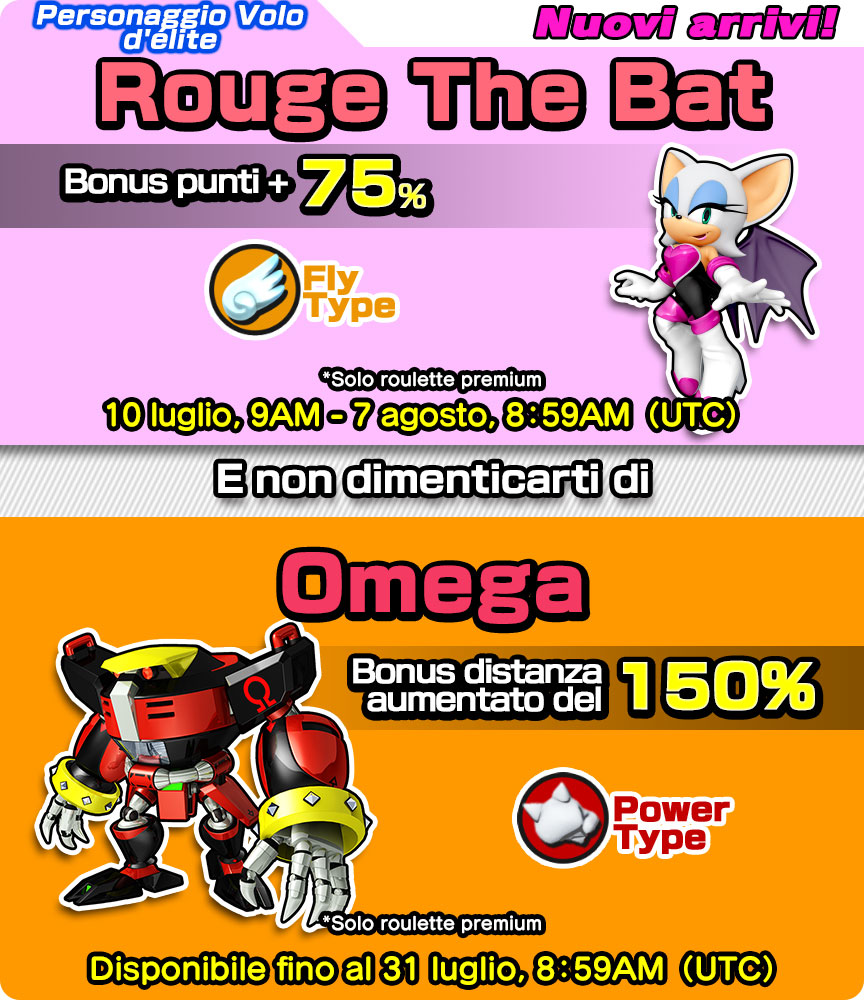 Personaggio Volo
d'élite
Nuovi arrivi!
Rouge The Bat
Bonus punti + 75%
Fly
Type
*Solo roulette premium
10 luglio, 9AM - 7 agosto, 8:59AM (UTC)
E non dimenticarti di
Omega
Bonus distanza
aumentato del 150%
Power
Type
*Solo roulette premium
Disponibile fino al 31 luglio, 8:59AM (UTC)